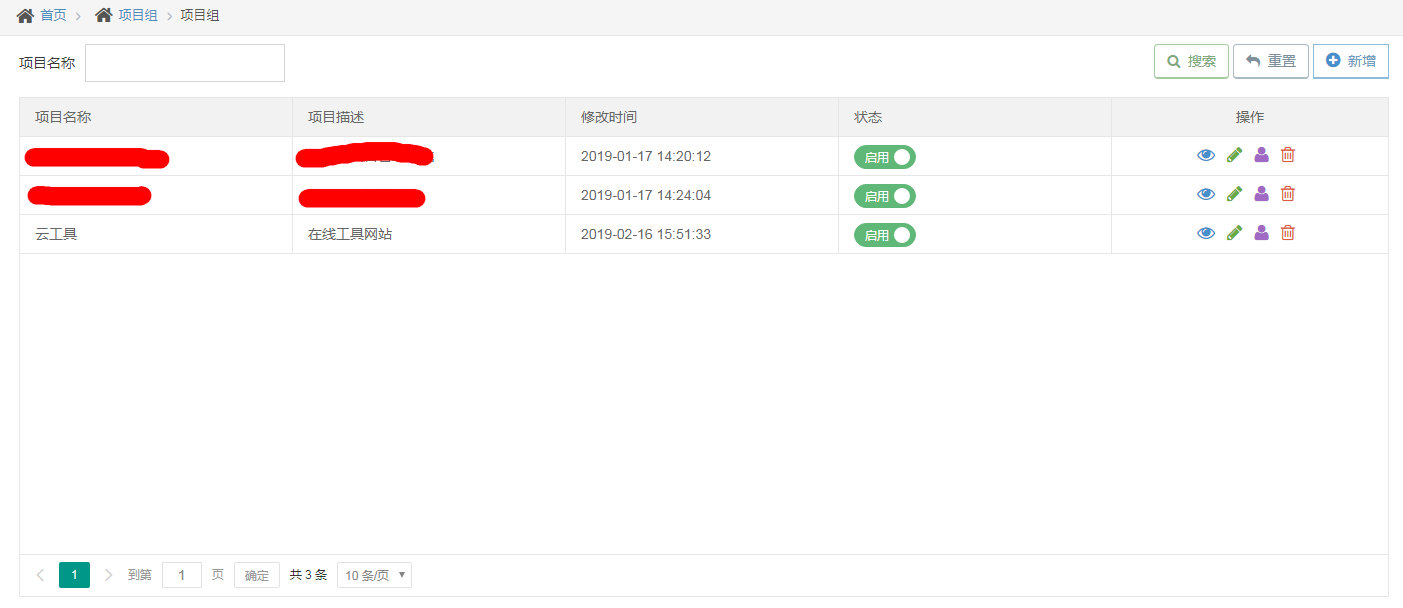 首页 项目组 项目组
项目名称 搜索 重置 新增
项目名称 项目描述 修改时间 状态 操作
2019-01-17 14:20:12 启用
2019-01-17 14:24:04 启用
云工具 在线工具网站 2019-02-16 15:51:33 启用
1 到第 1 页 确定 共 3 条 10 条/页